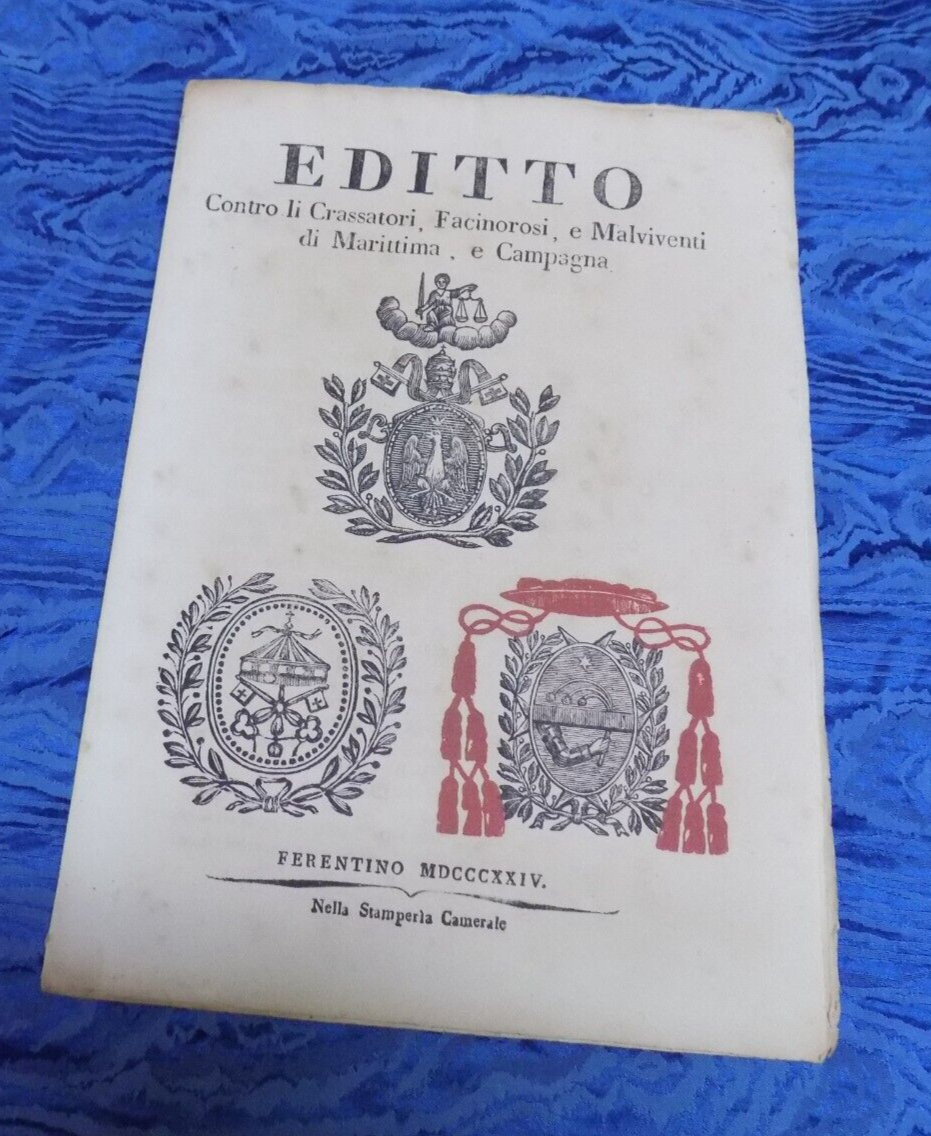 EDITTO
Contro li Crassatori, Facinorosi, e Malviventi
di Marittima, e Campagna.
FERENTINO MDCCCXXIV.
Nella Stamperia Camerale